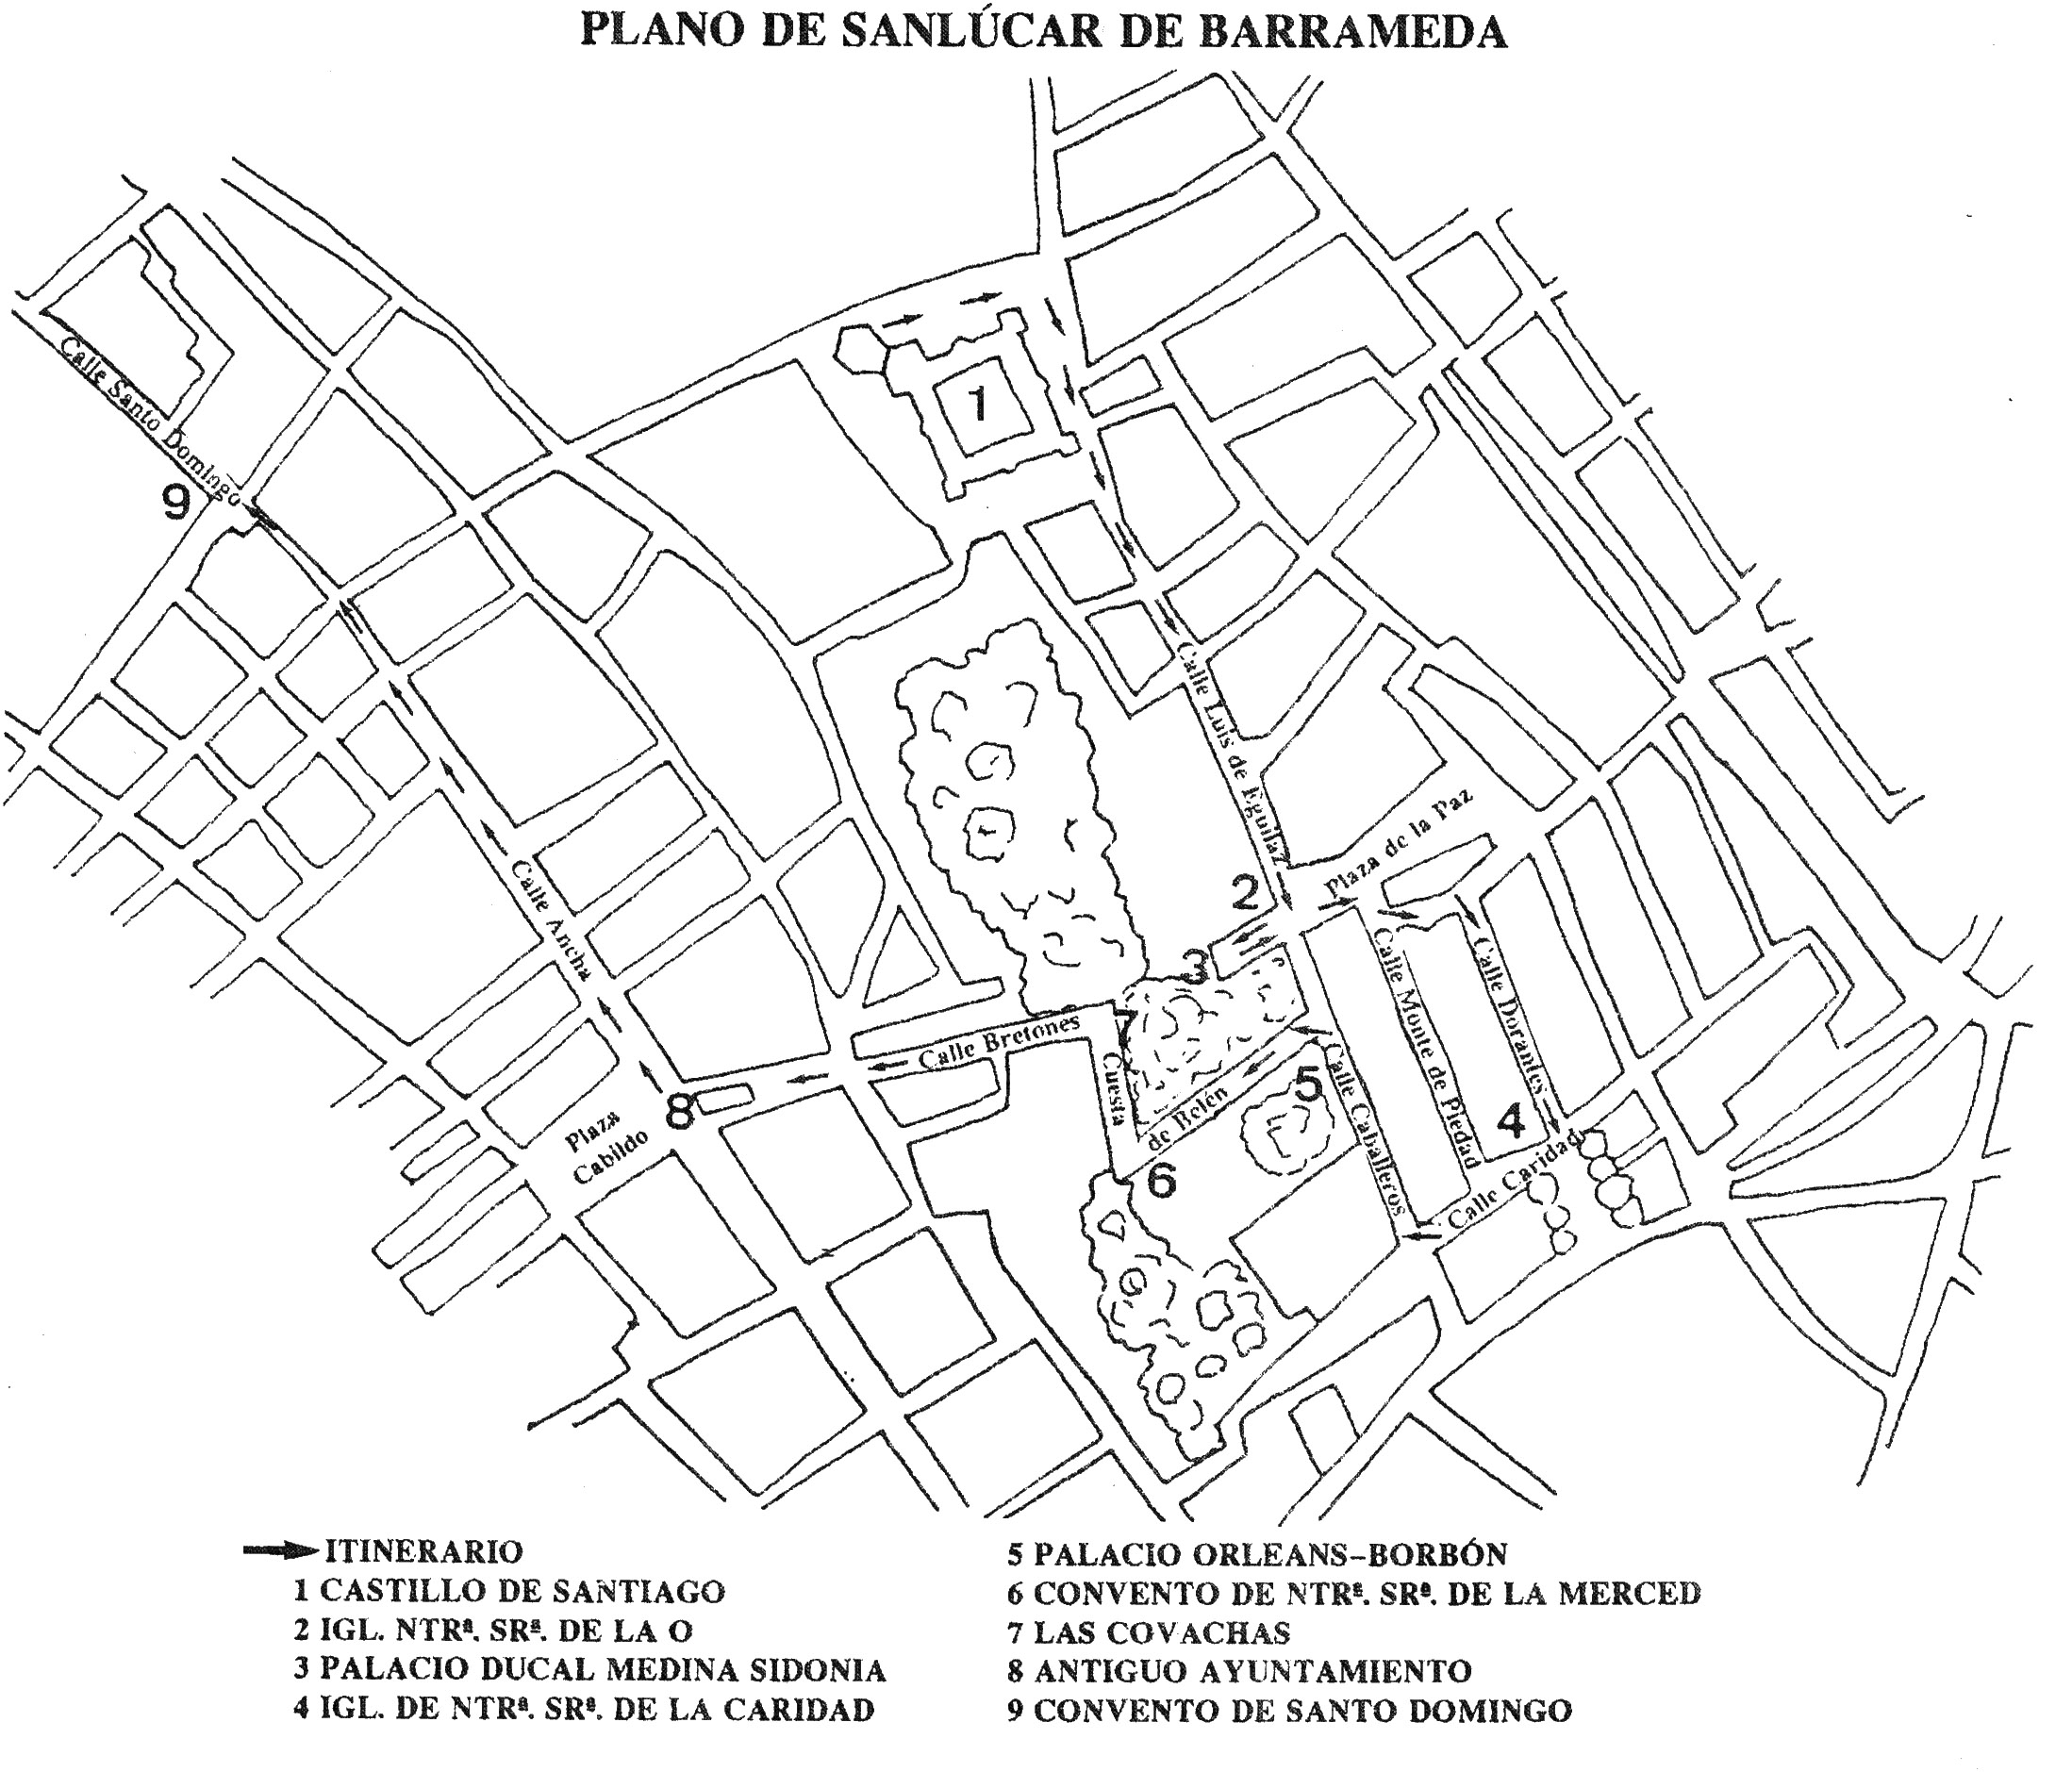 PLANO DE SANLÚCAR DE BARRAMEDA
1
Calle Santo Domingo
9
Calle Luis de Eguilaz
Plaza de la Paz
2
Calle Ancha
3
Calle Monte de Piedad
Calle Dorantes
7
Calle Bretones
Cuesta
de Belén
5
Calle Caballeros
8
Plaza
Cabildo
4
6
Calle Caridad
ITINERARIO
1 CASTILLO DE SANTIAGO
2 IGL. NTRª. SRª. DE LA O
3 PALACIO DUCAL MEDINA SIDONIA
4 IGL. DE NTRª. SRª. DE LA CARIDAD
5 PALACIO ORLEANS-BORBÓN
6 CONVENTO DE NTRª. SRª. DE LA MERCED
7 LAS COVACHAS
8 ANTIGUO AYUNTAMIENTO
9 CONVENTO DE SANTO DOMINGO